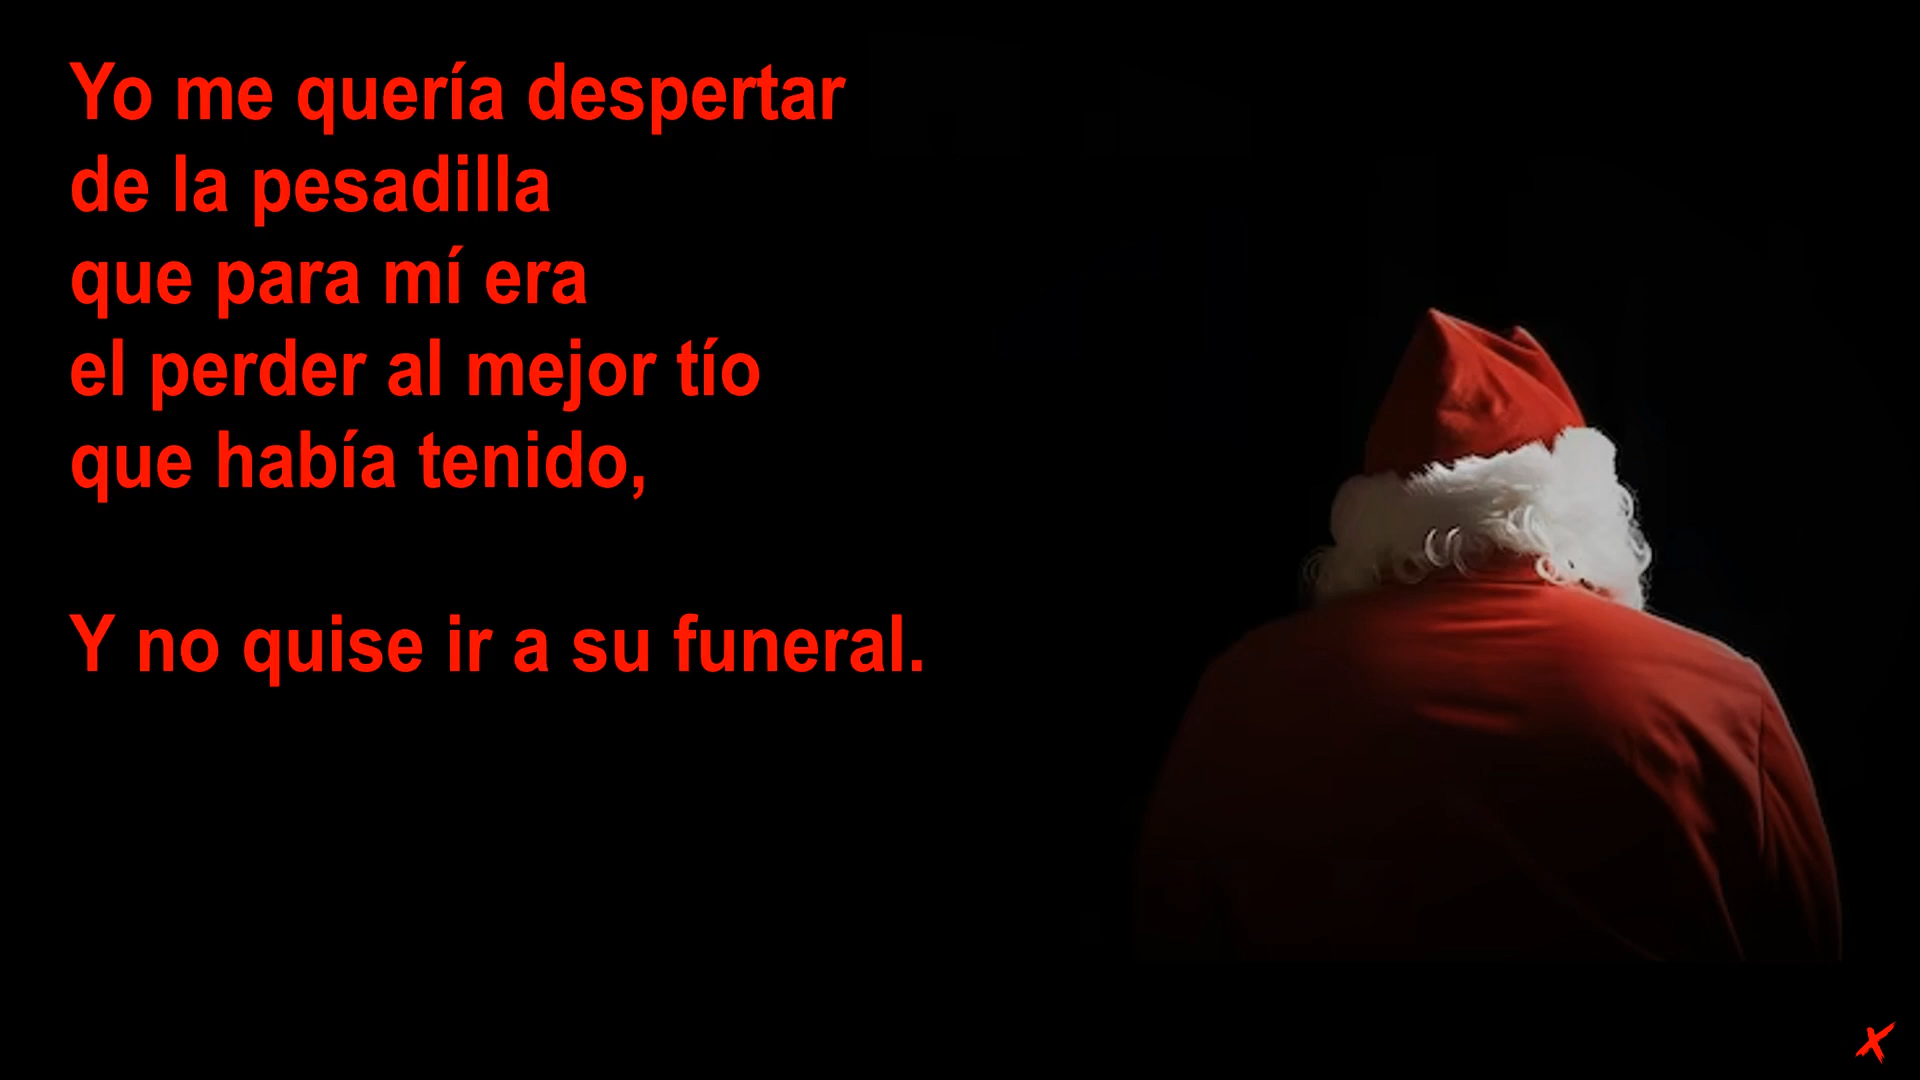 Yo me quería despertar
de la pesadilla
que para mí era
el perder al mejor tío
que había tenido,
Y no quise ir a su funeral.
X